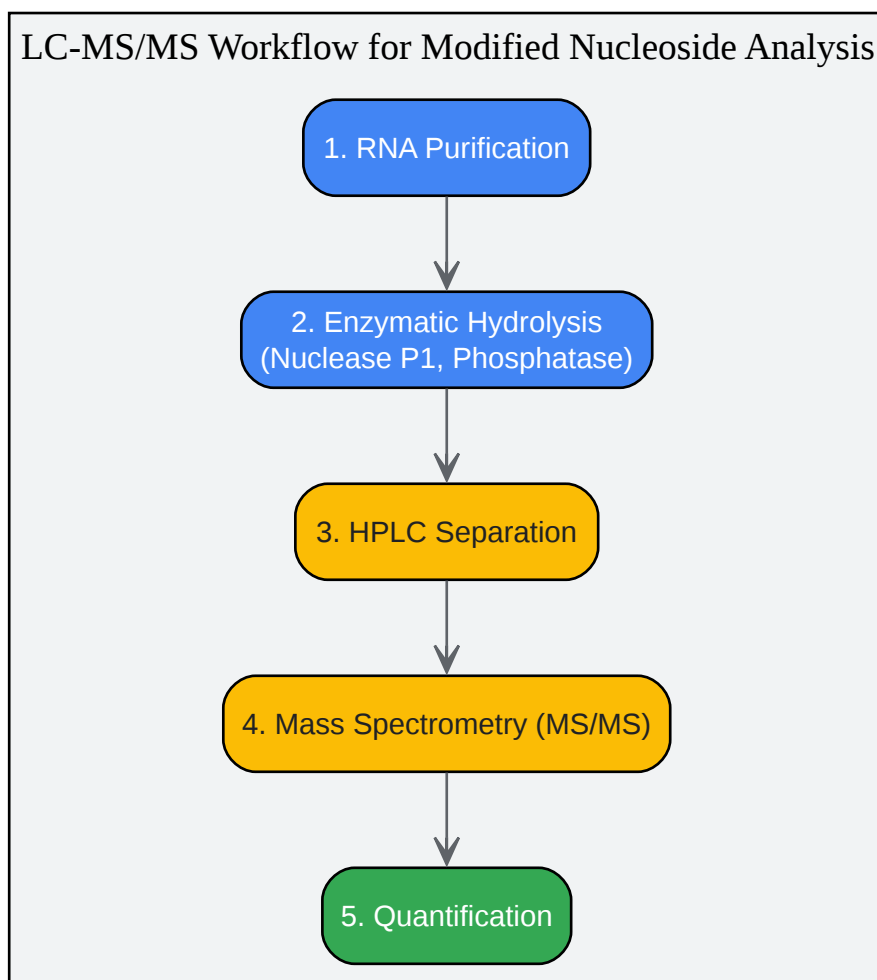 LC-MS/MS Workflow for Modified Nucleoside Analysis
1. RNA Purification
2. Enzymatic Hydrolysis
(Nuclease P1, Phosphatase)
3. HPLC Separation
4. Mass Spectrometry (MS/MS)
5. Quantification